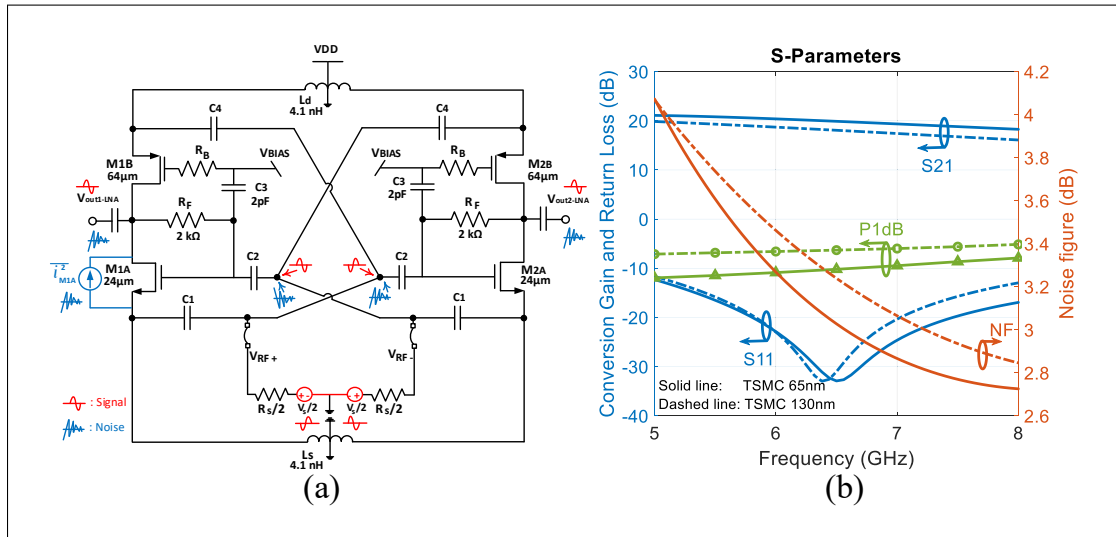 VDD
Ld
4.1 nH
C4
C4
M1B
64µm
RB
VBIAS
VBIAS
RB
M2B
64µm
C3
2pF
C3
2pF
Vout1-LNA
RF
2 kΩ
RF
2 kΩ
Vout2-LNA
i² M1A
M1A
24µm
C2
C2
M2A
24µm
C1
C1
VRF+
VRF-
Rs/2
+ -
Vs/2
- +
Vs/2
Rs/2
: Signal
: Noise
Ls
4.1 nH
(a)
S-Parameters
Conversion Gain and Return Loss (dB)
30
20
10
0
-10
-20
-30
-40
S21
P1dB
S11
NF
Solid line: TSMC 65nm
Dashed line: TSMC 130nm
4.2
4
3.8
3.6
3.4
3.2
3
2.8
2.6
Noise figure (dB)
5 6 7 8
Frequency (GHz)
(b)